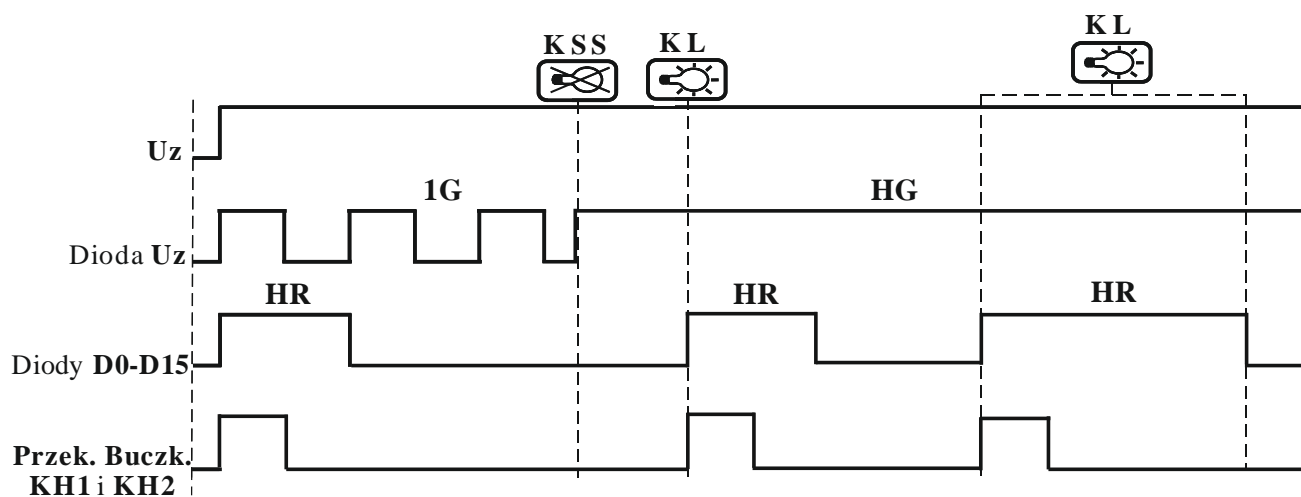 KSS
KL
KL
Uz
1G
HG
Dioda Uz
HR
HR
HR
Diody D0-D15
Przek. Buczk.
KH1 i KH2